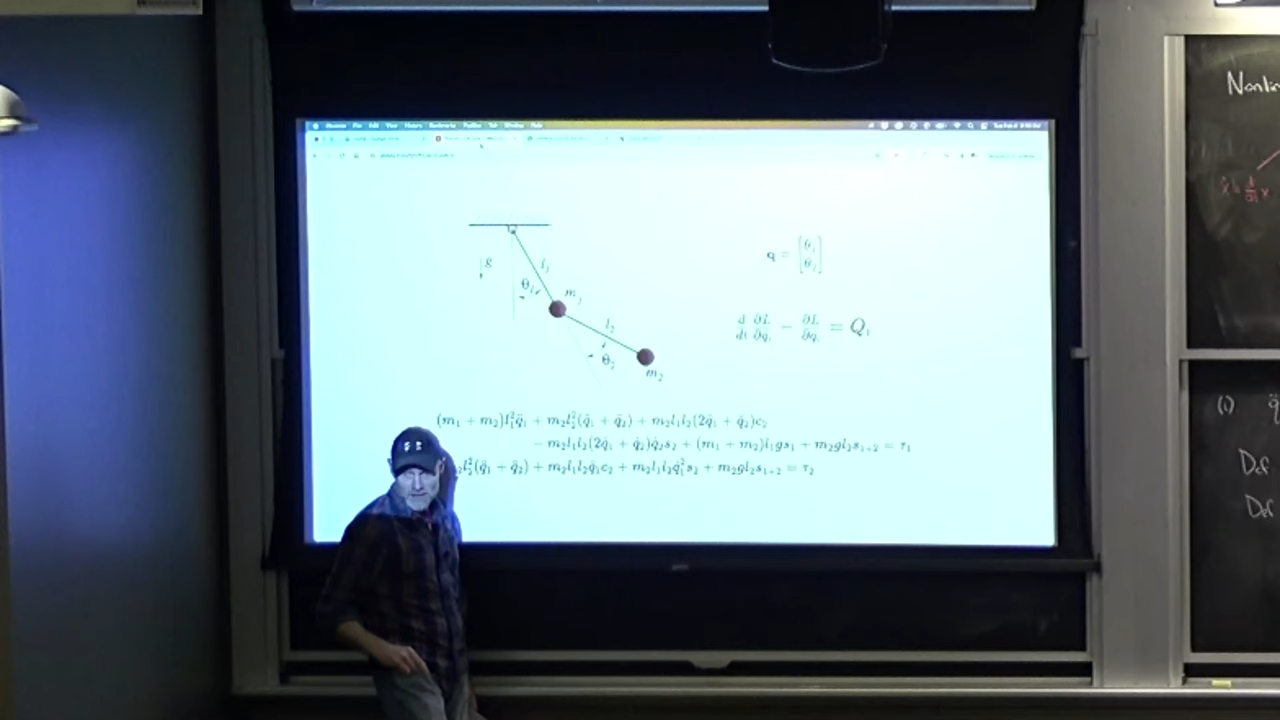 g
l₁
θ₁
m₁
l₂
θ₂
m₂
q = [θ₁ θ₂]
d/dt ∂L/∂q̇ᵢ − ∂L/∂qᵢ = Qᵢ
(m₁ + m₂)l₁²q̈₁ + m₂l₂²(q̈₁ + q̈₂) + m₂l₁l₂(2q̈₁ + q̈₂)c₂
− m₂l₁l₂(2q̇₁ + q̇₂)q̇₂s₂ + (m₁ + m₂)l₁gs₁ + m₂gl₂s₁₊₂ = τ₁
₂l₂²(q̈₁ + q̈₂) + m₂l₁l₂q̈₁c₂ + m₂l₁l₂q̇₁²s₂ + m₂gl₂s₁₊₂ = τ₂
Nonlin
(i) q̈
Def
Def